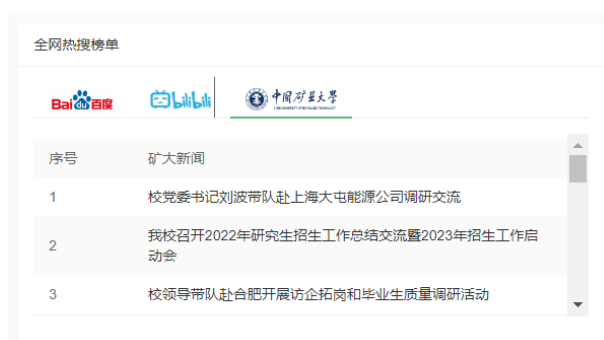 全网热搜榜单
Bai 百度
bilibili
中国矿业大学
序号 矿大新闻
1 校党委书记刘波带队赴上海大屯能源公司调研交流
2 我校召开2022年研究生招生工作总结交流暨2023年招生工作启
动会
3 校领导带队赴合肥开展访企拓岗和毕业生质量调研活动